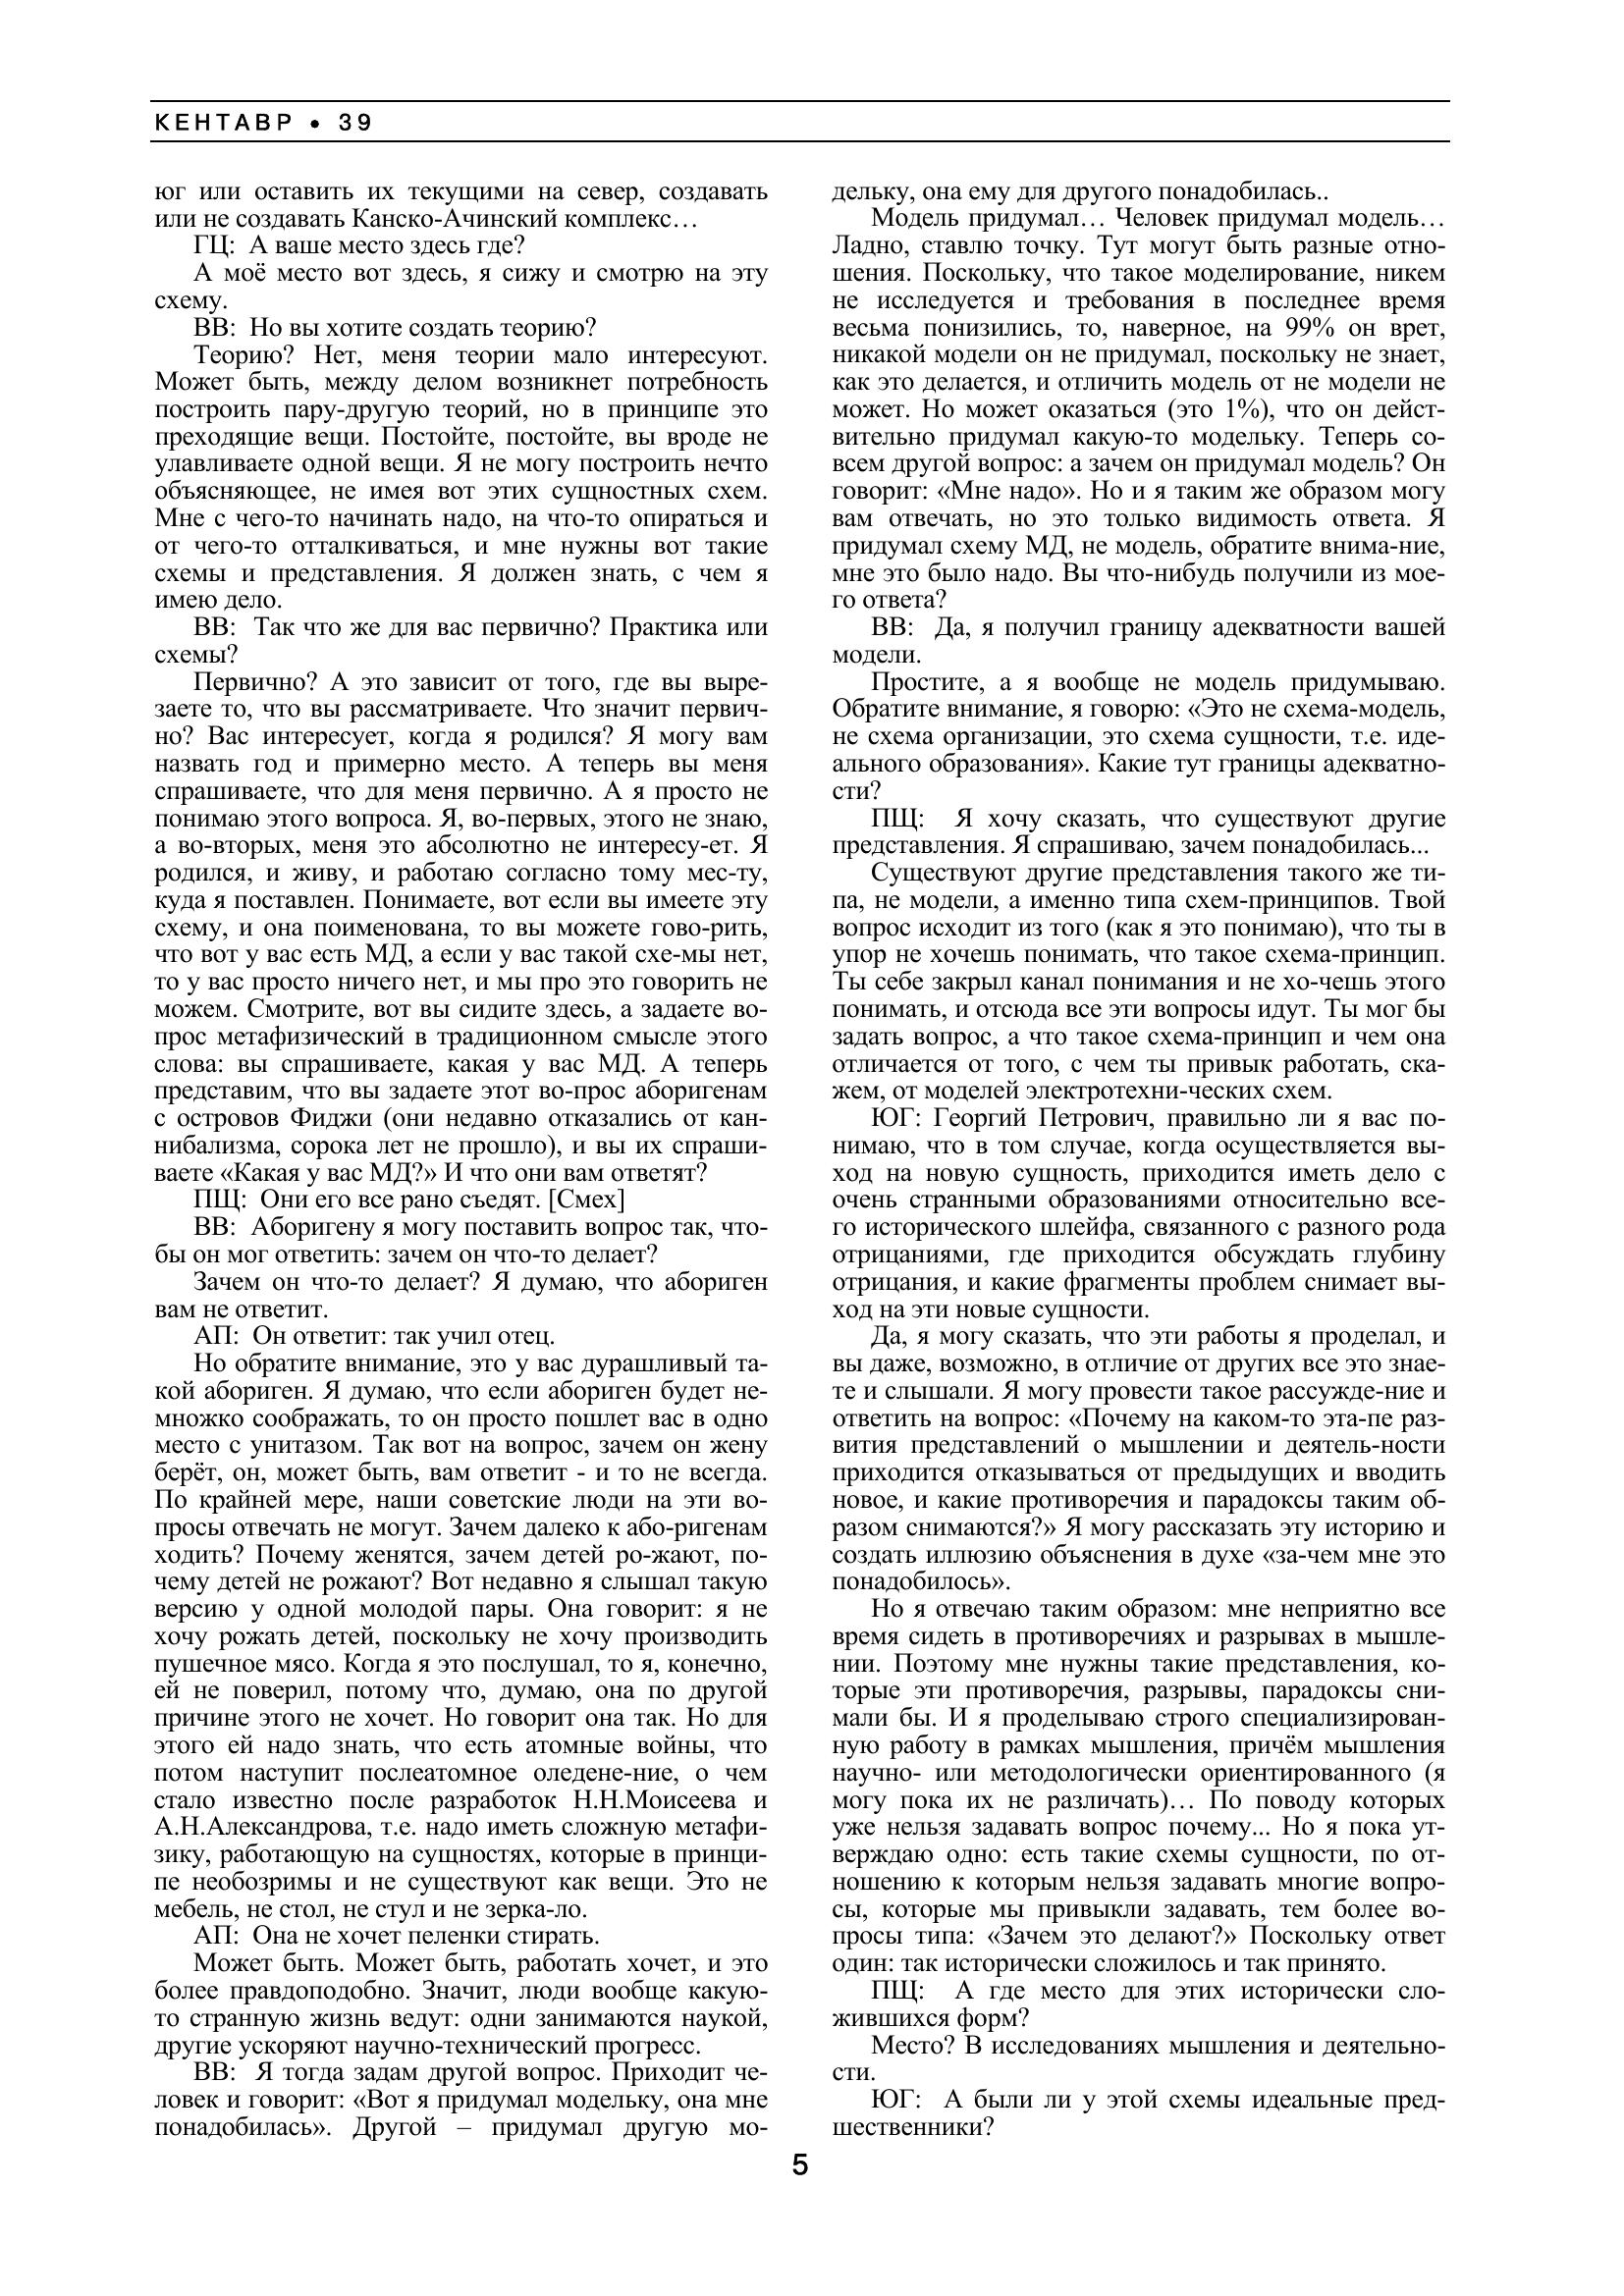 КЕНТАВР • 39
юг или оставить их текущими на север, создавать
или не создавать Канско-Ачинский комплекс…
ГЦ: А ваше место здесь где?
А моё место вот здесь, я сижу и смотрю на эту
схему.
ВВ: Но вы хотите создать теорию?
Теорию? Нет, меня теории мало интересуют.
Может быть, между делом возникнет потребность
построить пару-другую теорий, но в принципе это
преходящие вещи. Постойте, постойте, вы вроде не
улавливаете одной вещи. Я не могу построить нечто
объясняющее, не имея вот этих сущностных схем.
Мне с чего-то начинать надо, на что-то опираться и
от чего-то отталкиваться, и мне нужны вот такие
схемы и представления. Я должен знать, с чем я
имею дело.
ВВ: Так что же для вас первично? Практика или
схемы?
Первично? А это зависит от того, где вы выре-
заете то, что вы рассматриваете. Что значит первич-
но? Вас интересует, когда я родился? Я могу вам
назвать год и примерно место. А теперь вы меня
спрашиваете, что для меня первично. А я просто не
понимаю этого вопроса. Я, во-первых, этого не знаю,
а во-вторых, меня это абсолютно не интересу-ет. Я
родился, и живу, и работаю согласно тому мес-ту,
куда я поставлен. Понимаете, вот если вы имеете эту
схему, и она поименована, то вы можете гово-рить,
что вот у вас есть МД, а если у вас такой схе-мы нет,
то у вас просто ничего нет, и мы про это говорить не
можем. Смотрите, вот вы сидите здесь, а задаете во-
прос метафизический в традиционном смысле этого
слова: вы спрашиваете, какая у вас МД. А теперь
представим, что вы задаете этот во-прос аборигенам
с островов Фиджи (они недавно отказались от кан-
нибализма, сорока лет не прошло), и вы их спраши-
ваете «Какая у вас МД?» И что они вам ответят?
ПЩ: Они его все рано съедят. [Смех]
ВВ: Аборигену я могу поставить вопрос так, что-
бы он мог ответить: зачем он что-то делает?
Зачем он что-то делает? Я думаю, что абориген
вам не ответит.
АП: Он ответит: так учил отец.
Но обратите внимание, это у вас дурашливый та-
кой абориген. Я думаю, что если абориген будет не-
множко соображать, то он просто пошлет вас в одно
место с унитазом. Так вот на вопрос, зачем он жену
берёт, он, может быть, вам ответит - и то не всегда.
По крайней мере, наши советские люди на эти во-
просы отвечать не могут. Зачем далеко к або-ригенам
ходить? Почему женятся, зачем детей ро-жают, по-
чему детей не рожают? Вот недавно я слышал такую
версию у одной молодой пары. Она говорит: я не
хочу рожать детей, поскольку не хочу производить
пушечное мясо. Когда я это послушал, то я, конечно,
ей не поверил, потому что, думаю, она по другой
причине этого не хочет. Но говорит она так. Но для
этого ей надо знать, что есть атомные войны, что
потом наступит послеатомное оледене-ние, о чем
стало известно после разработок Н.Н.Моисеева и
А.Н.Александрова, т.е. надо иметь сложную метафи-
зику, работающую на сущностях, которые в принци-
пе необозримы и не существуют как вещи. Это не
мебель, не стол, не стул и не зерка-ло.
АП: Она не хочет пеленки стирать.
Может быть. Может быть, работать хочет, и это
более правдоподобно. Значит, люди вообще какую-
то странную жизнь ведут: одни занимаются наукой,
другие ускоряют научно-технический прогресс.
ВВ: Я тогда задам другой вопрос. Приходит че-
ловек и говорит: «Вот я придумал модельку, она мне
понадобилась». Другой – придумал другую мо-
дельку, она ему для другого понадобилась..
Модель придумал… Человек придумал модель…
Ладно, ставлю точку. Тут могут быть разные отно-
шения. Поскольку, что такое моделирование, никем
не исследуется и требования в последнее время
весьма понизились, то, наверное, на 99% он врет,
никакой модели он не придумал, поскольку не знает,
как это делается, и отличить модель от не модели не
может. Но может оказаться (это 1%), что он дейст-
вительно придумал какую-то модельку. Теперь со-
всем другой вопрос: а зачем он придумал модель? Он
говорит: «Мне надо». Но и я таким же образом могу
вам отвечать, но это только видимость ответа. Я
придумал схему МД, не модель, обратите внима-ние,
мне это было надо. Вы что-нибудь получили из мое-
го ответа?
ВВ: Да, я получил границу адекватности вашей
модели.
Простите, а я вообще не модель придумываю.
Обратите внимание, я говорю: «Это не схема-модель,
не схема организации, это схема сущности, т.е. иде-
ального образования». Какие тут границы адекватно-
сти?
ПЩ: Я хочу сказать, что существуют другие
представления. Я спрашиваю, зачем понадобилась...
Существуют другие представления такого же ти-
па, не модели, а именно типа схем-принципов. Твой
вопрос исходит из того (как я это понимаю), что ты в
упор не хочешь понимать, что такое схема-принцип.
Ты себе закрыл канал понимания и не хо-чешь этого
понимать, и отсюда все эти вопросы идут. Ты мог бы
задать вопрос, а что такое схема-принцип и чем она
отличается от того, с чем ты привык работать, ска-
жем, от моделей электротехни-ческих схем.
ЮГ: Георгий Петрович, правильно ли я вас по-
нимаю, что в том случае, когда осуществляется вы-
ход на новую сущность, приходится иметь дело с
очень странными образованиями относительно все-
го исторического шлейфа, связанного с разного рода
отрицаниями, где приходится обсуждать глубину
отрицания, и какие фрагменты проблем снимает вы-
ход на эти новые сущности.
Да, я могу сказать, что эти работы я проделал, и
вы даже, возможно, в отличие от других все это знае-
те и слышали. Я могу провести такое рассужде-ние и
ответить на вопрос: «Почему на каком-то эта-пе раз-
вития представлений о мышлении и деятель-ности
приходится отказываться от предыдущих и вводить
новое, и какие противоречия и парадоксы таким об-
разом снимаются?» Я могу рассказать эту историю и
создать иллюзию объяснения в духе «за-чем мне это
понадобилось».
Но я отвечаю таким образом: мне неприятно все
время сидеть в противоречиях и разрывах в мышле-
нии. Поэтому мне нужны такие представления, ко-
торые эти противоречия, разрывы, парадоксы сни-
мали бы. И я проделываю строго специализирован-
ную работу в рамках мышления, причём мышления
научно- или методологически ориентированного (я
могу пока их не различать)… По поводу которых
уже нельзя задавать вопрос почему... Но я пока ут-
верждаю одно: есть такие схемы сущности, по от-
ношению к которым нельзя задавать многие вопро-
сы, которые мы привыкли задавать, тем более во-
просы типа: «Зачем это делают?» Поскольку ответ
один: так исторически сложилось и так принято.
ПЩ: А где место для этих исторически сло-
жившихся форм?
Место? В исследованиях мышления и деятельно-
сти.
ЮГ: А были ли у этой схемы идеальные пред-
шественники?
5